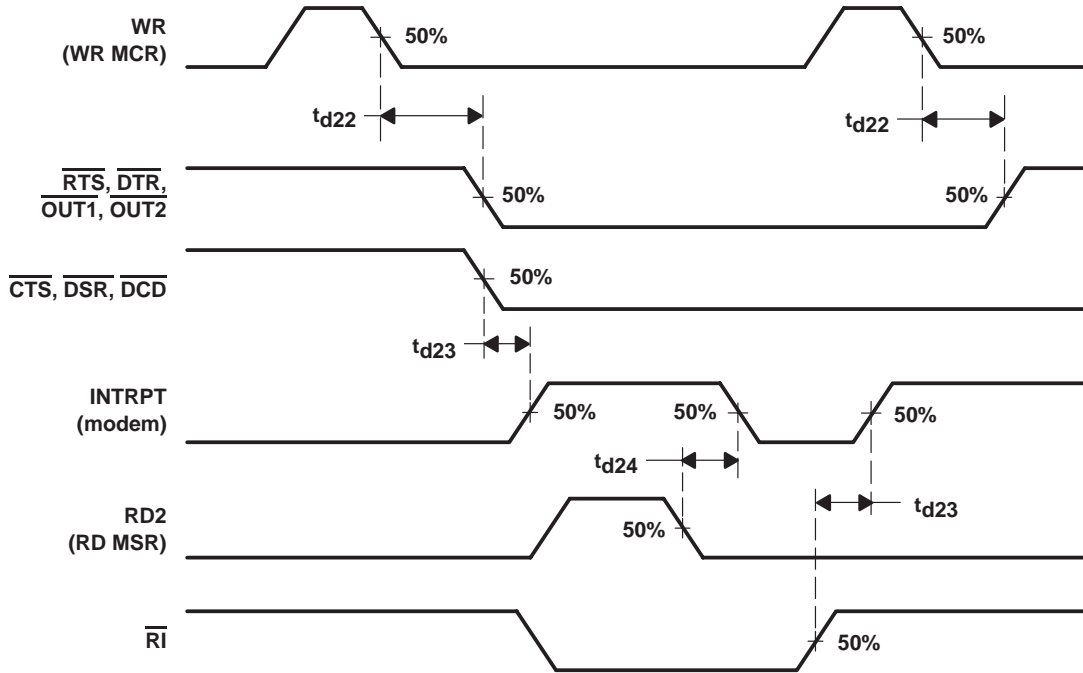 WR
(WR MCR)
50%
50%
td22
td22
RTS, DTR,
OUT1, OUT2
50%
50%
CTS, DSR, DCD
50%
td23
INTRPT
(modem)
50%
50%
50%
td24
td23
RD2
(RD MSR)
50%
RI
50%